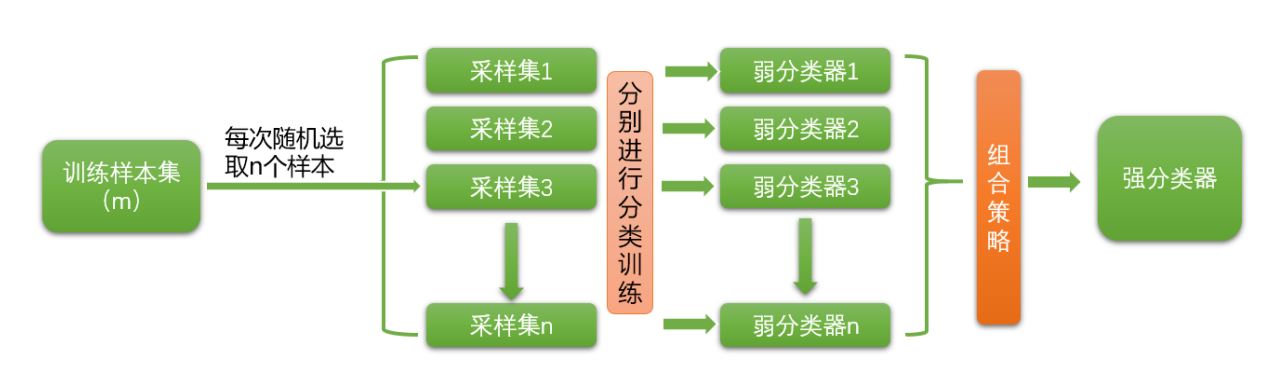 训练样本集
（m）
每次随机选
取n个样本
采样集1
采样集2
采样集3
采样集n
分别进行分类训练
弱分类器1
弱分类器2
弱分类器3
弱分类器n
组合策略
强分类器